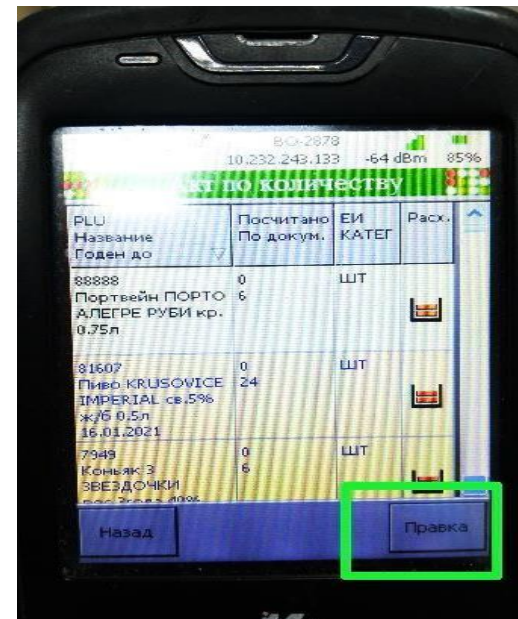 BO-2878
10.232.243.133 -64 dBm 85%
по количеству
PLU
Название
Годен до
Посчитано
По докум.
ЕИ
КАТЕГ
Расх.
88888
Портвейн ПОРТО
АЛЕГРЕ РУБИ кр.
0.75л
0
6
ШТ
81607
Пиво KRUSOVICE
IMPERIAL св.5%
ж/б 0.5л
16.01.2021
0
24
ШТ
7949
Коньяк 3
ЗВЕЗДОЧКИ
40%
0
6
ШТ
Назад
Правка